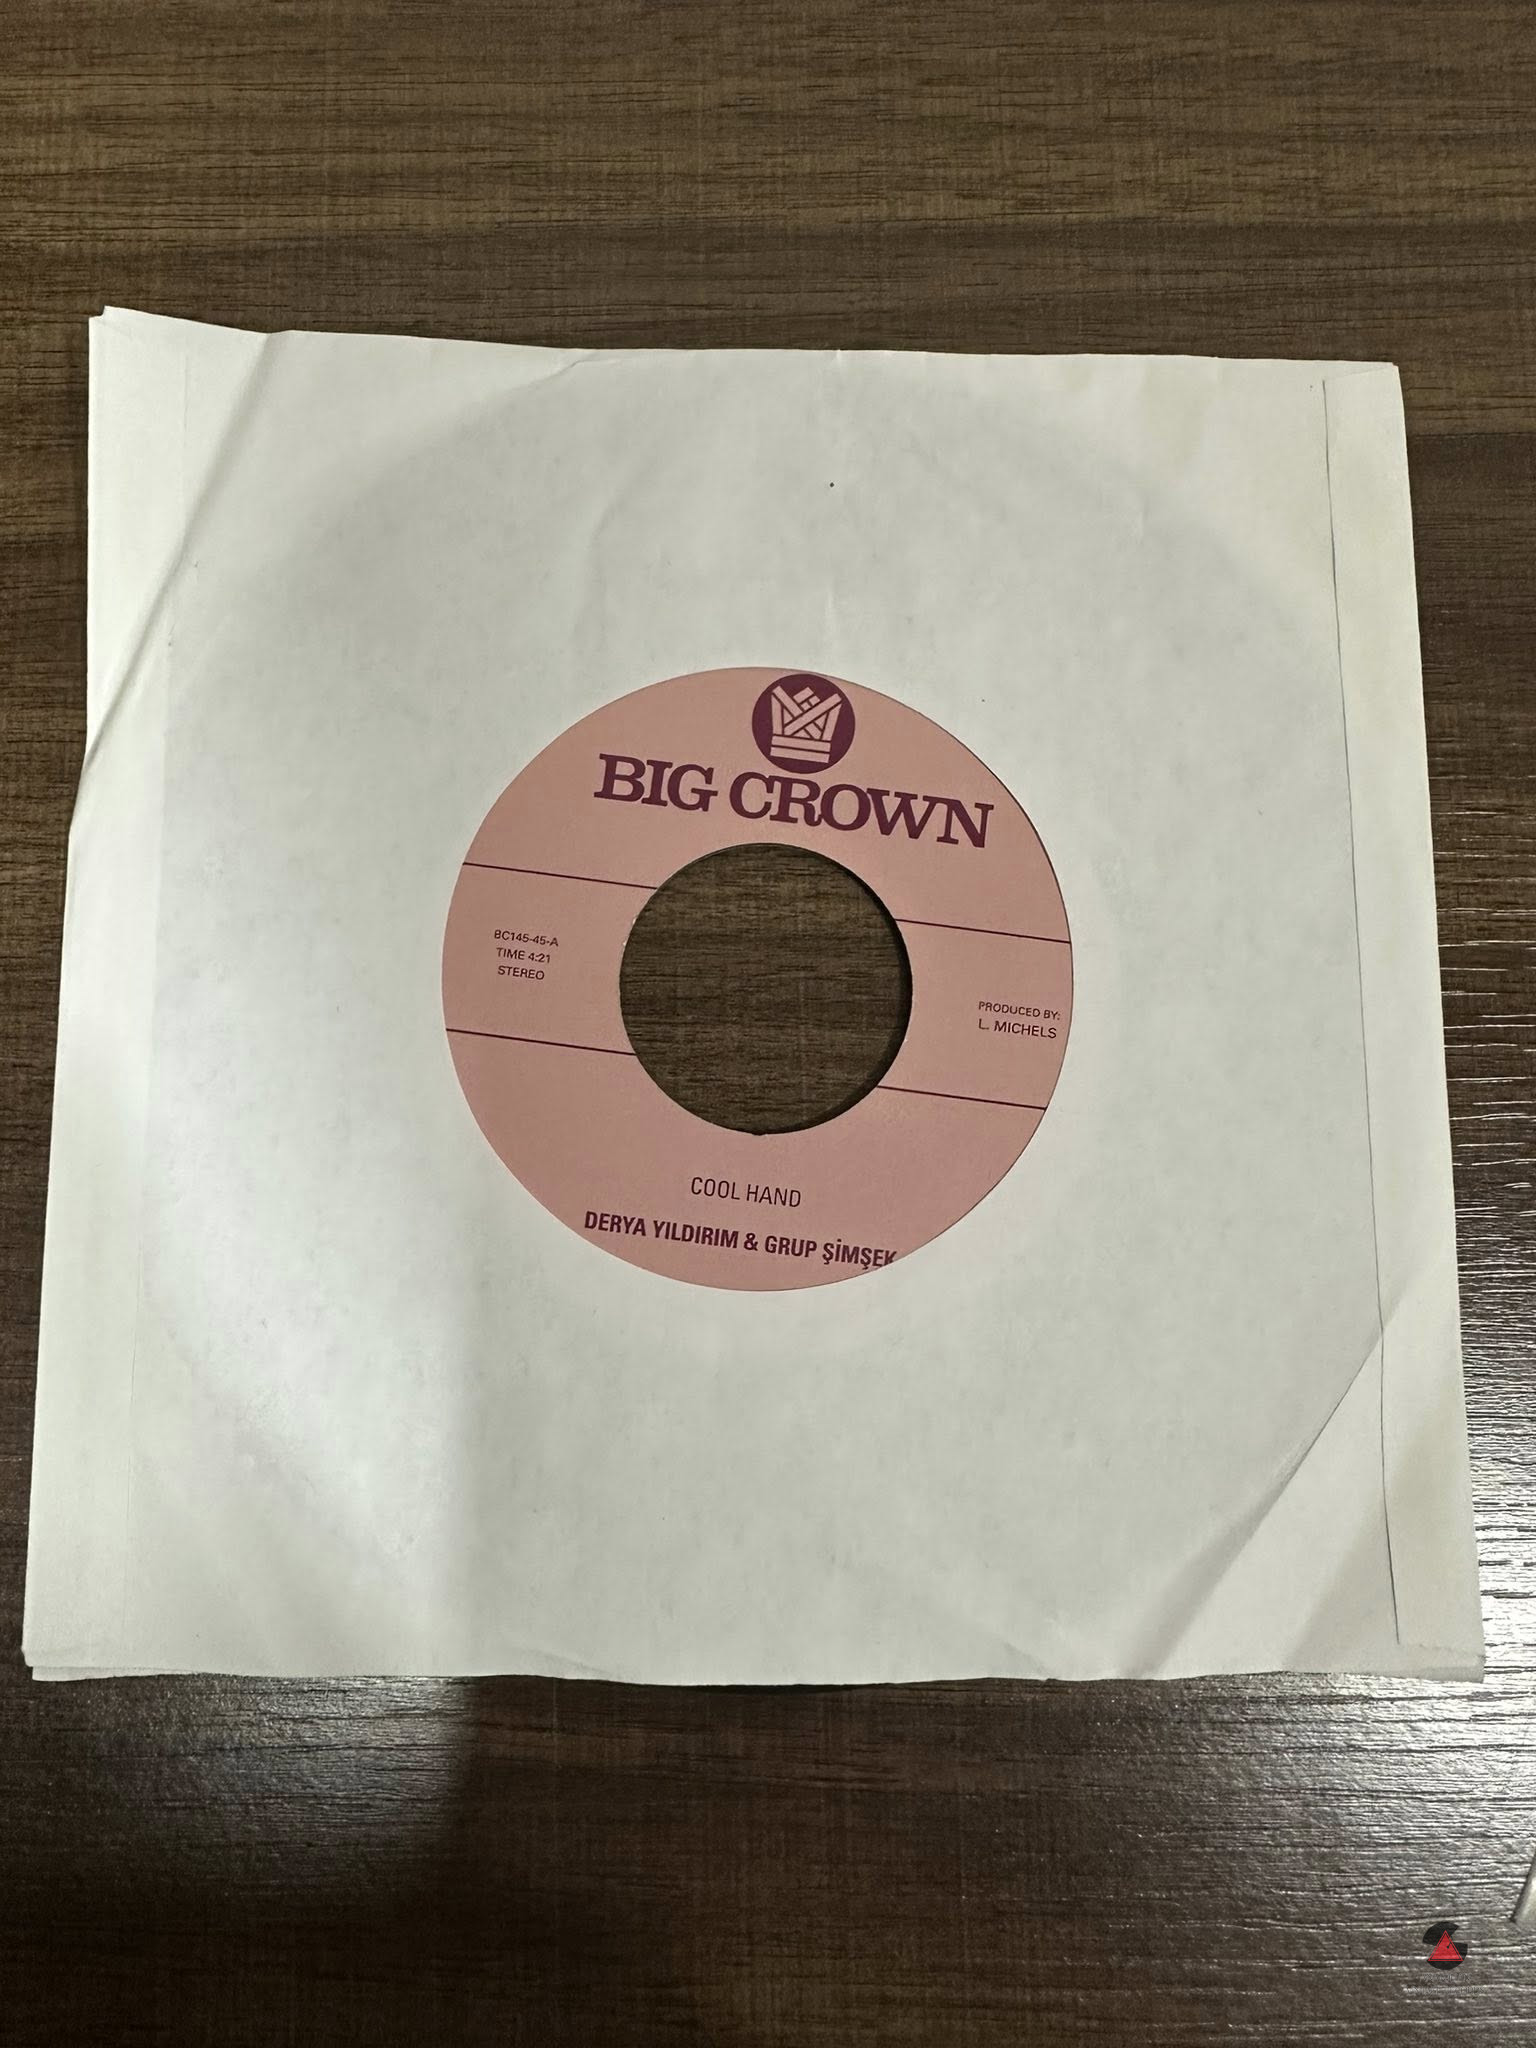 BIG CROWN
BC145-45-A
TIME 4:21
STEREO
PRODUCED BY:
L. MICHELS
COOL HAND
DERYA YILDIRIM & GRUP ŞİMŞEK